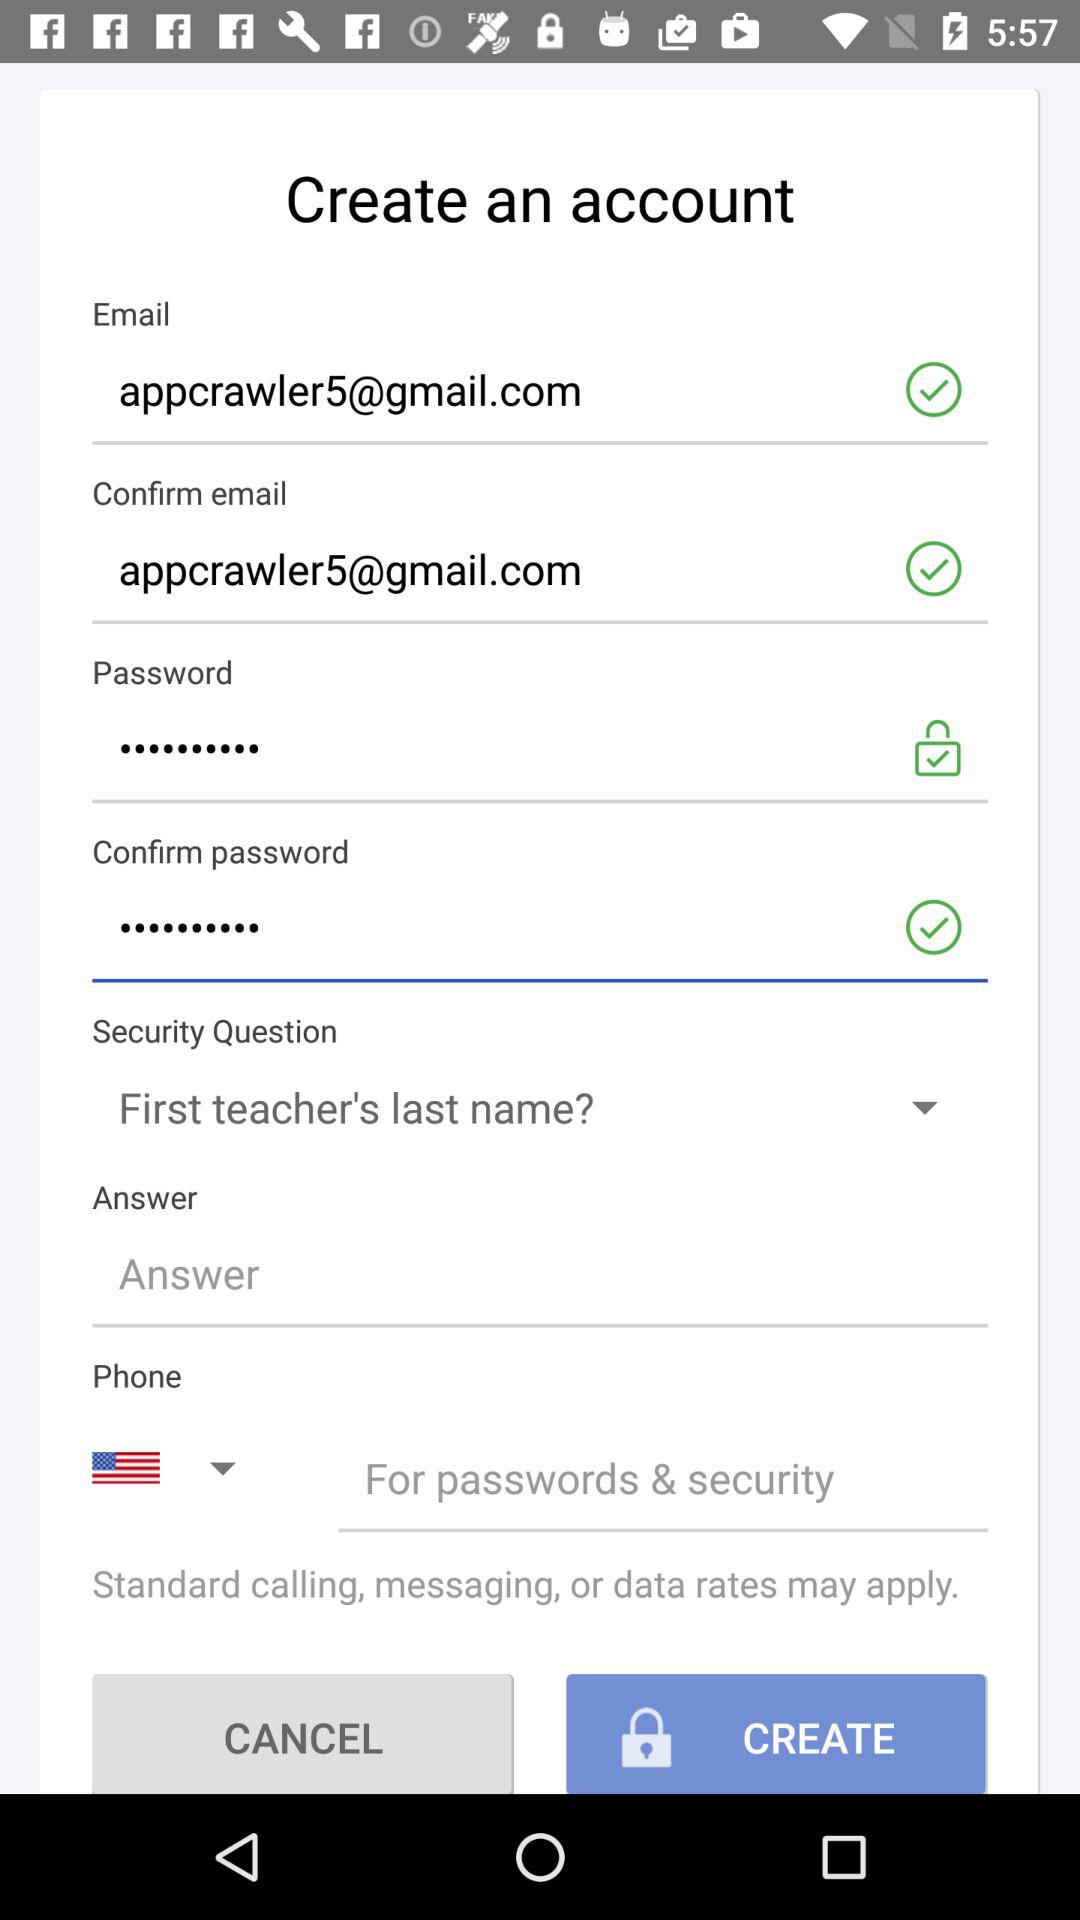 FAKE
5:57
Create an account
Email
appcrawler5@gmail.com
Confirm email
appcrawler5@gmail.com
Password
••••••••••
Confirm password
••••••••••
Security Question
First teacher's last name?
Answer
Answer
Phone
For passwords & security
Standard calling, messaging, or data rates may apply.
CANCEL
CREATE